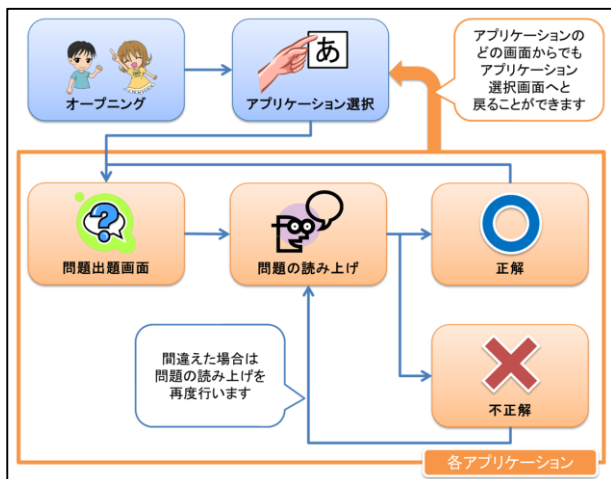 オープニング
あ
アプリケーション選択
アプリケーションの
どの画面からでも
アプリケーション
選択画面へと
戻ることができます
問題出題画面
問題の読み上げ
正解
間違えた場合は
問題の読み上げを
再度行います
不正解
各アプリケーション